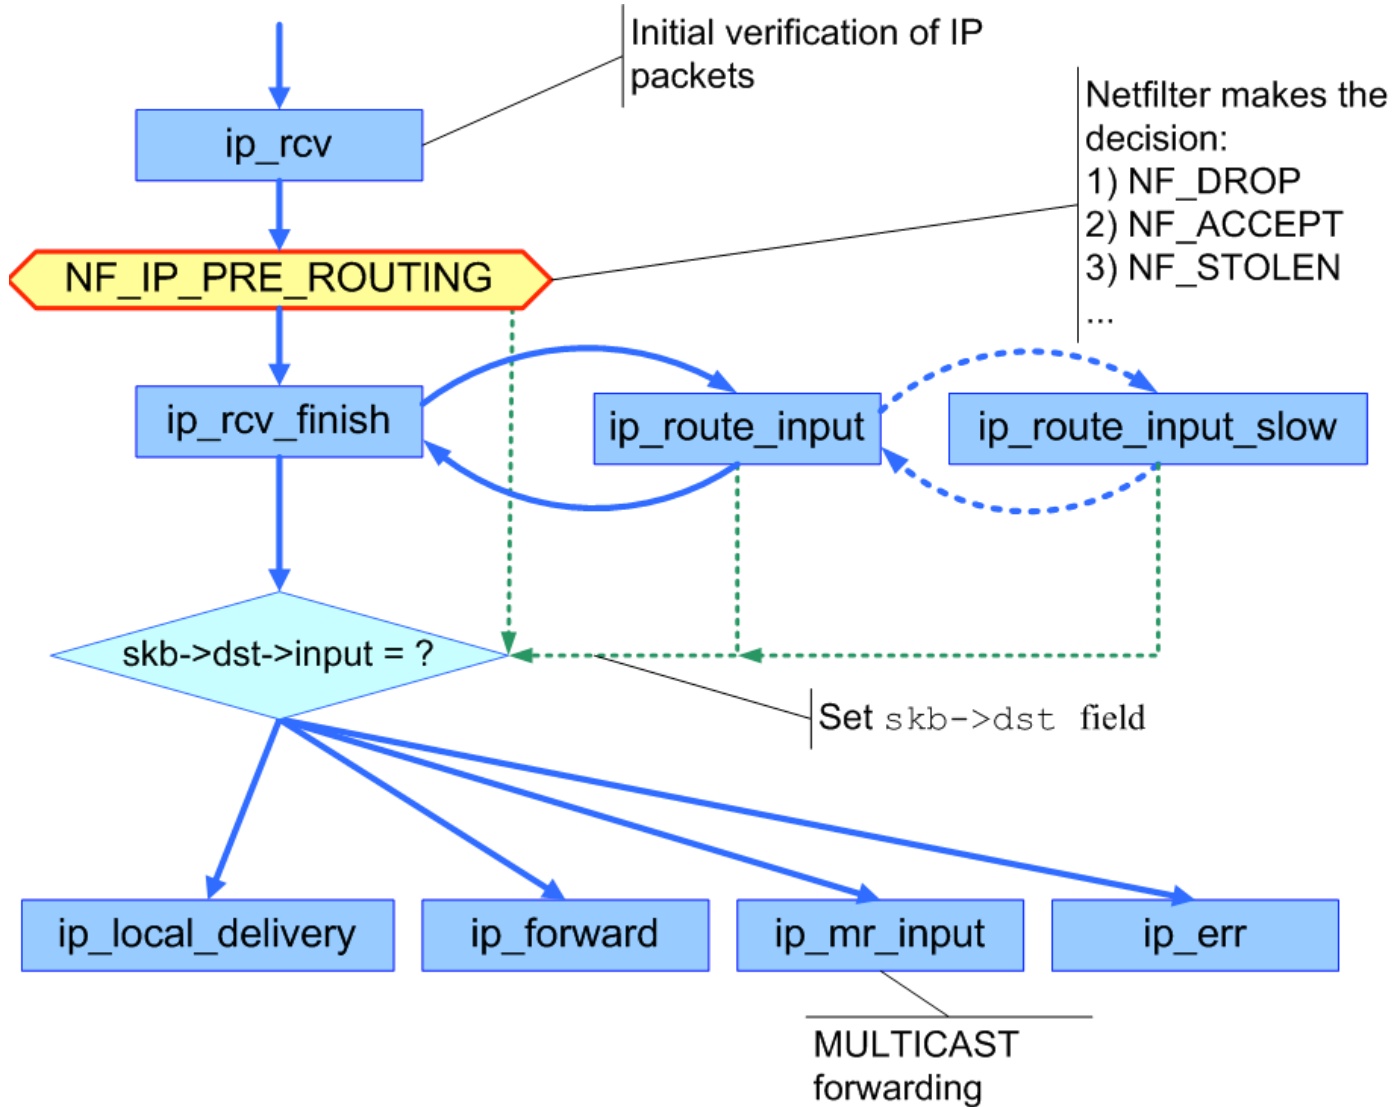 Initial verification of IP
packets
ip_rcv
Netfilter makes the
decision:
1) NF_DROP
2) NF_ACCEPT
3) NF_STOLEN
...
NF_IP_PRE_ROUTING
ip_rcv_finish
ip_route_input
ip_route_input_slow
skb->dst->input = ?
Set skb->dst field
ip_local_delivery
ip_forward
ip_mr_input
ip_err
MULTICAST
forwarding